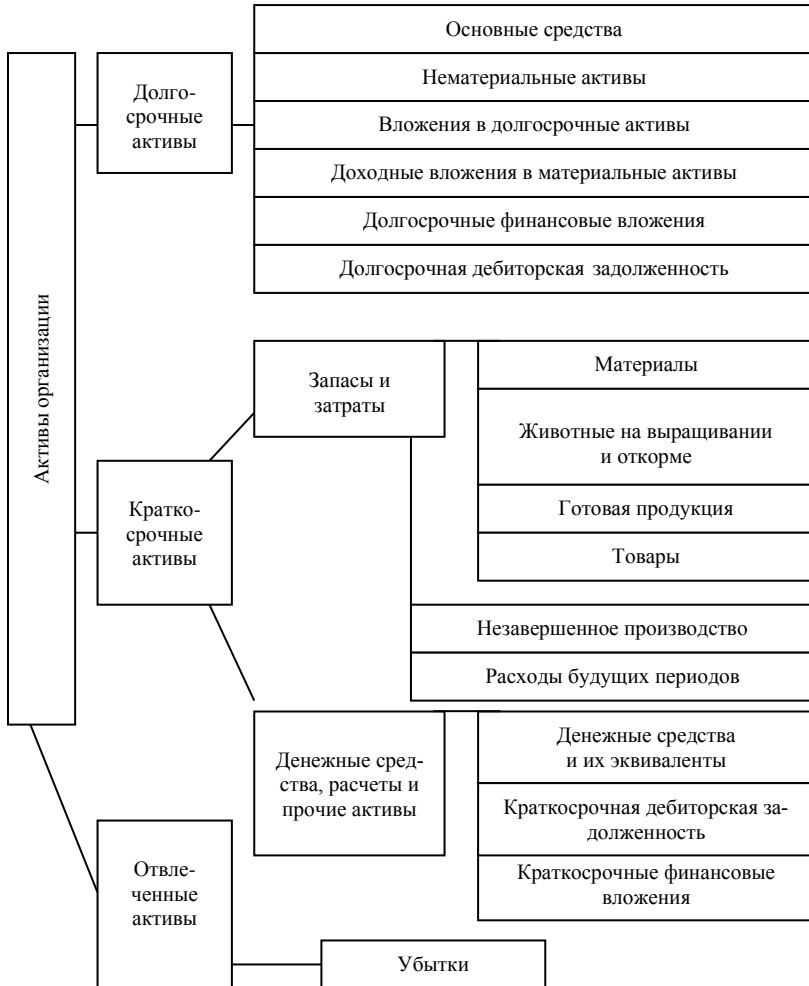 Активы организации
Долго-
срочные
активы
Основные средства
Нематериальные активы
Вложения в долгосрочные активы
Доходные вложения в материальные активы
Долгосрочные финансовые вложения
Долгосрочная дебиторская задолженность
Кратко-
срочные
активы
Запасы и
затраты
Материалы
Животные на выращивании
и откорме
Готовая продукция
Товары
Незавершенное производство
Расходы будущих периодов
Денежные сред-
ства, расчеты и
прочие активы
Денежные средства
и их эквиваленты
Краткосрочная дебиторская за-
долженность
Краткосрочные финансовые
вложения
Отвле-
ченные
активы
Убытки